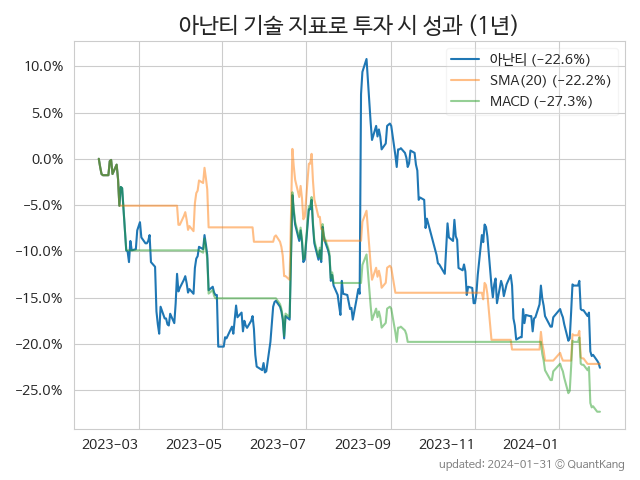 아난티 기술 지표로 투자 시 성과 (1년)
아난티 (−22.6%)
SMA(20) (−22.2%)
MACD (−27.3%)
10.0%
5.0%
0.0%
−5.0%
−10.0%
−15.0%
−20.0%
−25.0%
2023-03 2023-05 2023-07 2023-09 2023-11 2024-01
updated: 2024-01-31 © QuantKang